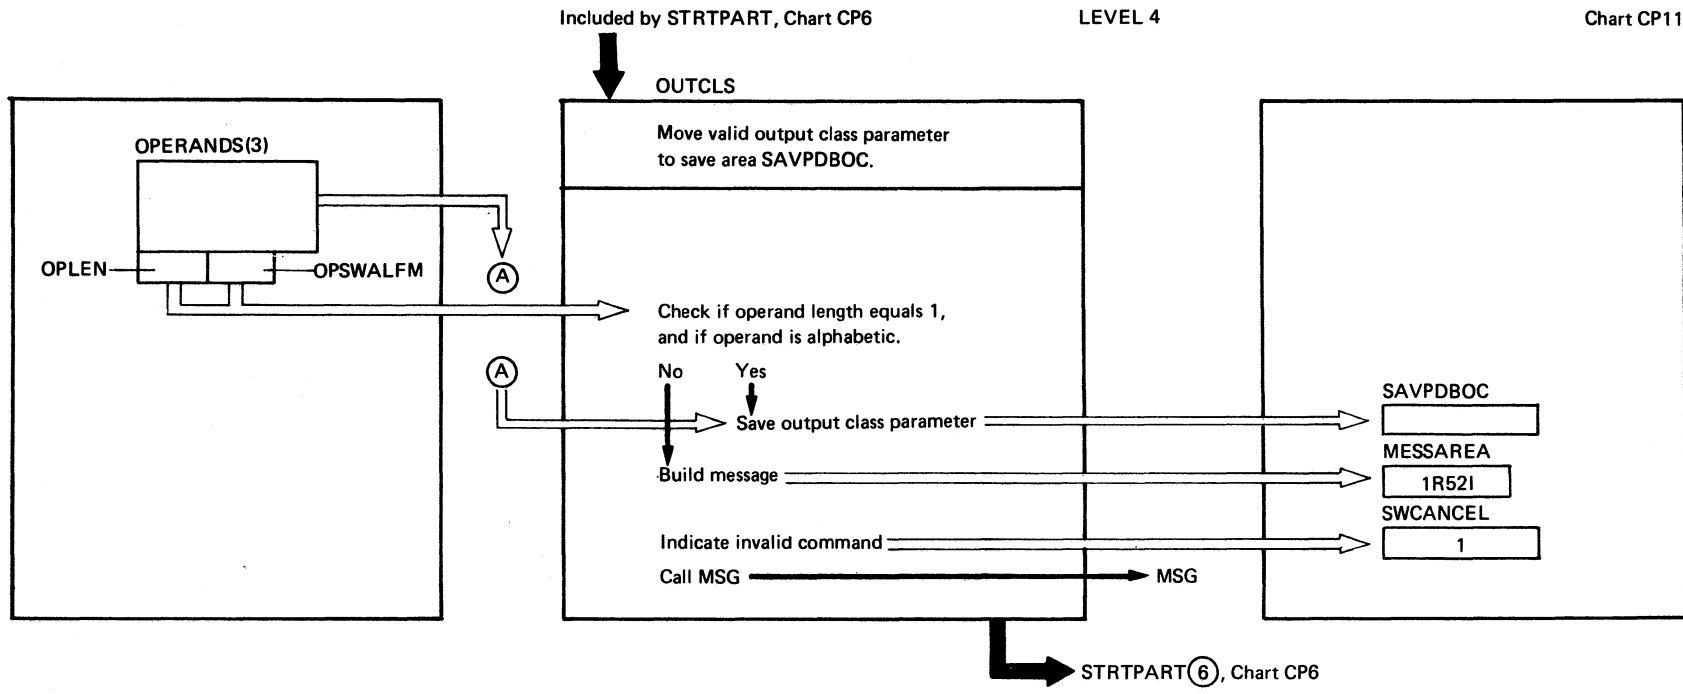 Included by STRTPART, Chart CP6
LEVEL 4
Chart CP11
OUTCLS
Move valid output class parameter
to save area SAVPDBOC.
OPERANDS(3)
OPLEN
OPSWALFM
A
Check if operand length equals 1,
and if operand is alphabetic.
A
No
Yes
Save output class parameter
SAVPDBOC
Build message
MESSAREA
1R52I
Indicate invalid command
SWCANCEL
1
Call MSG
MSG
STRTPART 6, Chart CP6